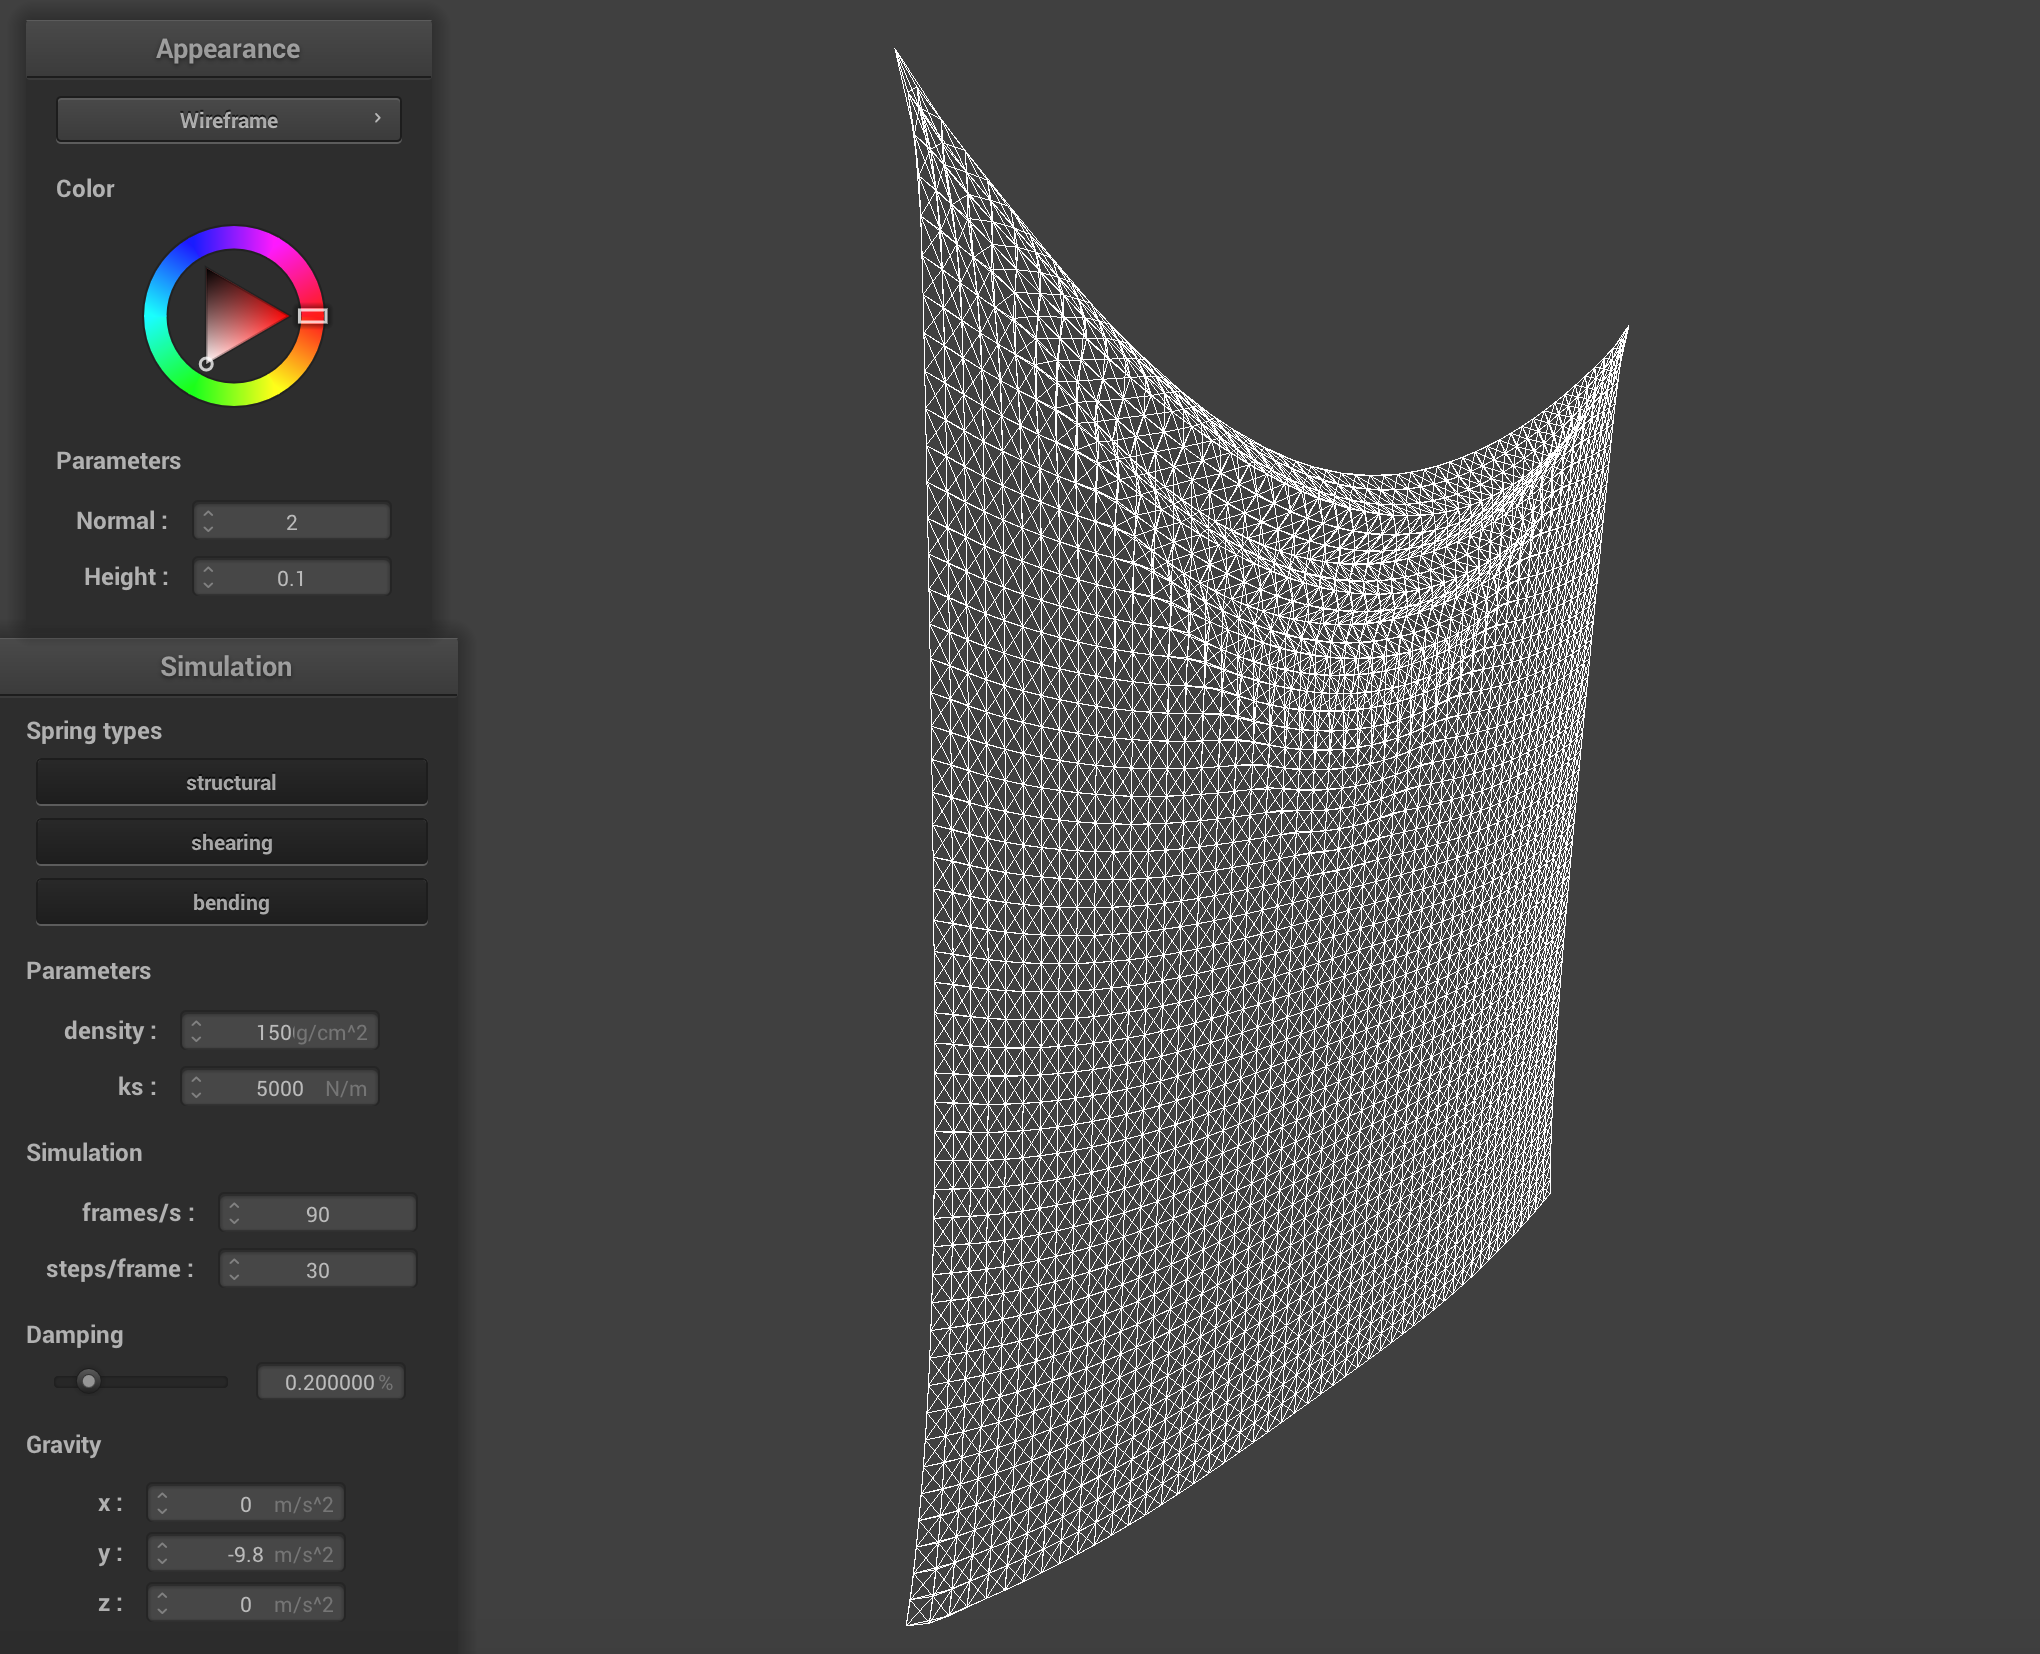 Appearance
Wireframe
Color
Parameters
Normal : 2
Height : 0.1
Simulation
Spring types
structural
shearing
bending
Parameters
density : 150 g/cm^2
ks : 5000 N/m
Simulation
frames/s : 90
steps/frame : 30
Damping
0.200000 %
Gravity
x : 0 m/s^2
y : -9.8 m/s^2
z : 0 m/s^2